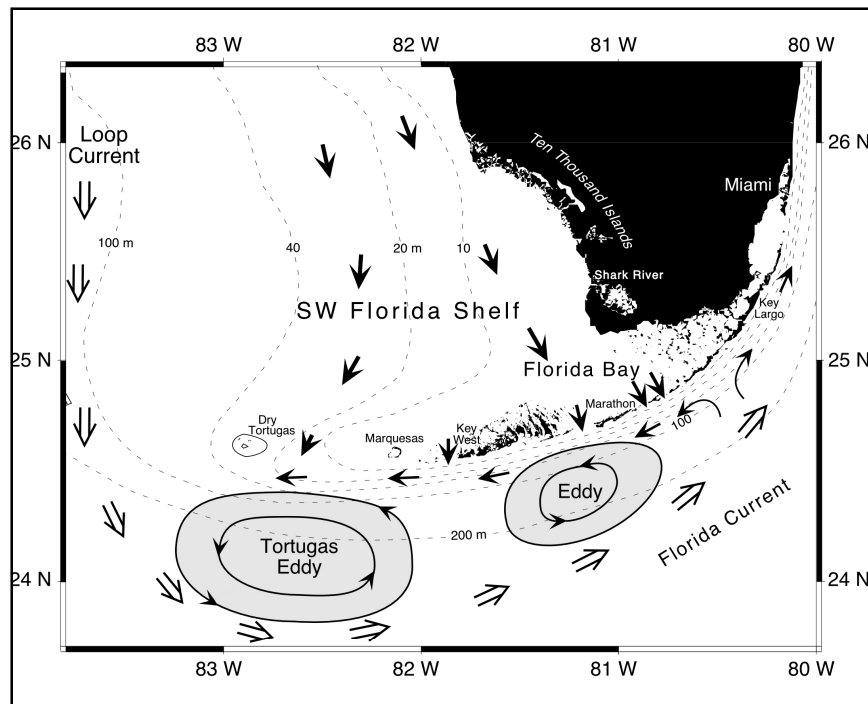 83 W
82 W
81 W
80 W
26 N
26 N
Loop
Current
Ten Thousand Islands
Miami
100 m
40
20 m
10
Shark River
SW Florida Shelf
Key
Largo
25 N
25 N
Florida Bay
Dry
Tortugas
Marquesas
Key
West
Marathon
100
Eddy
Tortugas
Eddy
200 m
Florida Current
24 N
24 N
83 W
82 W
81 W
80 W